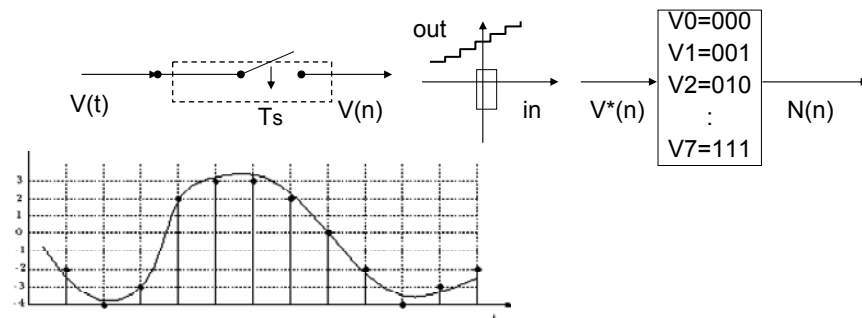 out
V0=000
V1=001
V2=010
:
V7=111
V(t)
Ts
V(n)
in
V*(n)
N(n)
3
2
1
0
-1
-2
-3
-4